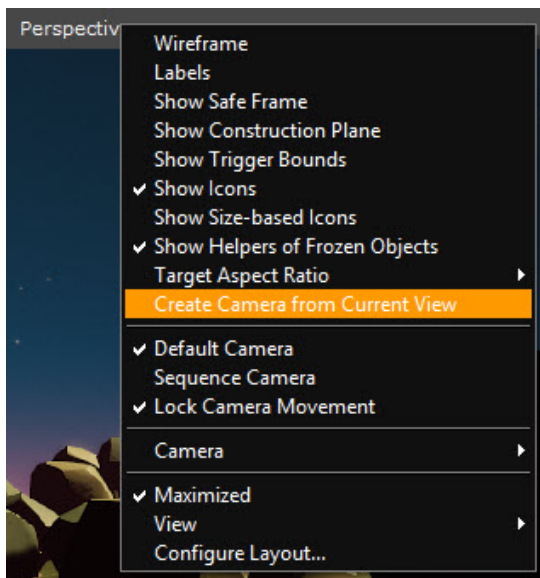 Perspectiv
Wireframe
Labels
Show Safe Frame
Show Construction Plane
Show Trigger Bounds
Show Icons
Show Size-based Icons
Show Helpers of Frozen Objects
Target Aspect Ratio
Create Camera from Current View
Default Camera
Sequence Camera
Lock Camera Movement
Camera
Maximized
View
Configure Layout...